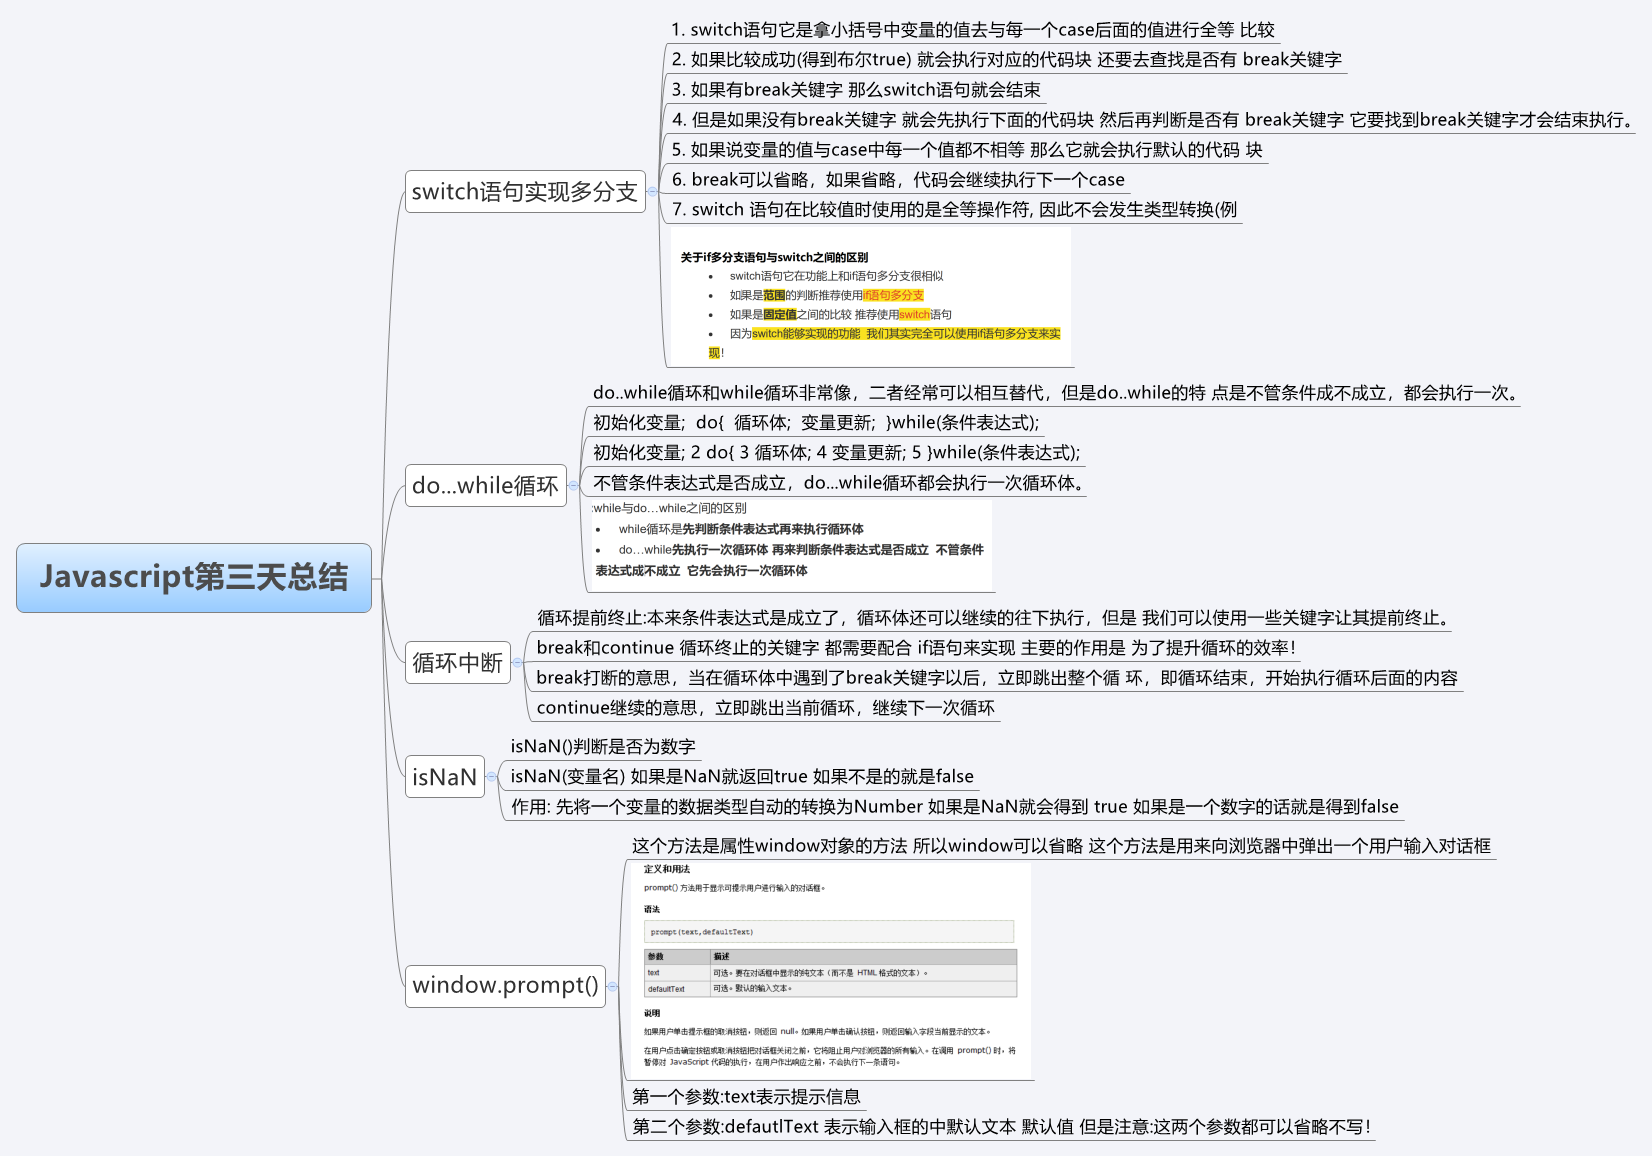 Javascript第三天总结
switch语句实现多分支
1. switch语句它是拿小括号中变量的值去与每一个case后面的值进行全等 比较
2. 如果比较成功(得到布尔true) 就会执行对应的代码块 还要去查找是否有 break关键字
3. 如果有break关键字 那么switch语句就会结束
4. 但是如果没有break关键字 就会先执行下面的代码块 然后再判断是否有 break关键字 它要找到break关键字才会结束执行。
5. 如果说变量的值与case中每一个值都不相等 那么它就会执行默认的代码 块
6. break可以省略，如果省略，代码会继续执行下一个case
7. switch 语句在比较值时使用的是全等操作符, 因此不会发生类型转换(例
关于if多分支语句与switch之间的区别
• switch语句它在功能上和if语句多分支很相似
• 如果是范围的判断推荐使用if语句多分支
• 如果是固定值之间的比较 推荐使用switch语句
• 因为switch能够实现的功能 我们其实完全可以使用if语句多分支来实
现！
do...while循环
do..while循环和while循环非常像，二者经常可以相互替代，但是do..while的特 点是不管条件成不成立，都会执行一次。
初始化变量; do{ 循环体; 变量更新; }while(条件表达式);
初始化变量; 2 do{ 3 循环体; 4 变量更新; 5 }while(条件表达式);
不管条件表达式是否成立，do...while循环都会执行一次循环体。
:while与do…while之间的区别
• while循环是先判断条件表达式再来执行循环体
• do…while先执行一次循环体 再来判断条件表达式是否成立 不管条件
表达式成不成立 它先会执行一次循环体
循环中断
循环提前终止:本来条件表达式是成立了，循环体还可以继续的往下执行，但是 我们可以使用一些关键字让其提前终止。
break和continue 循环终止的关键字 都需要配合 if语句来实现 主要的作用是 为了提升循环的效率！
break打断的意思，当在循环体中遇到了break关键字以后，立即跳出整个循 环，即循环结束，开始执行循环后面的内容
continue继续的意思，立即跳出当前循环，继续下一次循环
isNaN
isNaN()判断是否为数字
isNaN(变量名) 如果是NaN就返回true 如果不是的就是false
作用: 先将一个变量的数据类型自动的转换为Number 如果是NaN就会得到 true 如果是一个数字的话就是得到false
window.prompt()
这个方法是属性window对象的方法 所以window可以省略 这个方法是用来向浏览器中弹出一个用户输入对话框
定义和用法
prompt() 方法用于显示可提示用户进行输入的对话框。
语法
prompt(text,defaultText)
参数 描述
text 可选。要在对话框中显示的纯文本（而不是 HTML 格式的文本）。
defaultText 可选。默认的输入文本。
说明
如果用户单击提示框的取消按钮，则返回 null。如果用户单击确认按钮，则返回输入字段当前显示的文本。
在用户点击确定按钮或取消按钮把对话框关闭之前，它将阻止用户对浏览器的所有输入。在调用 prompt() 时，将
暂停对 JavaScript 代码的执行，在用户作出响应之前，不会执行下一条语句。
第一个参数:text表示提示信息
第二个参数:defautlText 表示输入框的中默认文本 默认值 但是注意:这两个参数都可以省略不写！